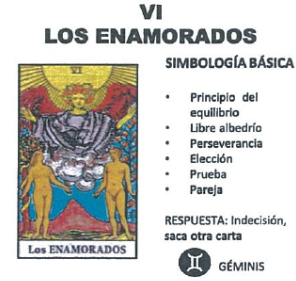 VI
LOS ENAMORADOS
SIMBOLOGÍA BÁSICA
• Principio del
equilibrio
• Libre albedrío
• Perseverancia
• Elección
• Prueba
• Pareja
RESPUESTA: Indecisión,
saca otra carta
GÉMINIS
VI
Los ENAMORADOS